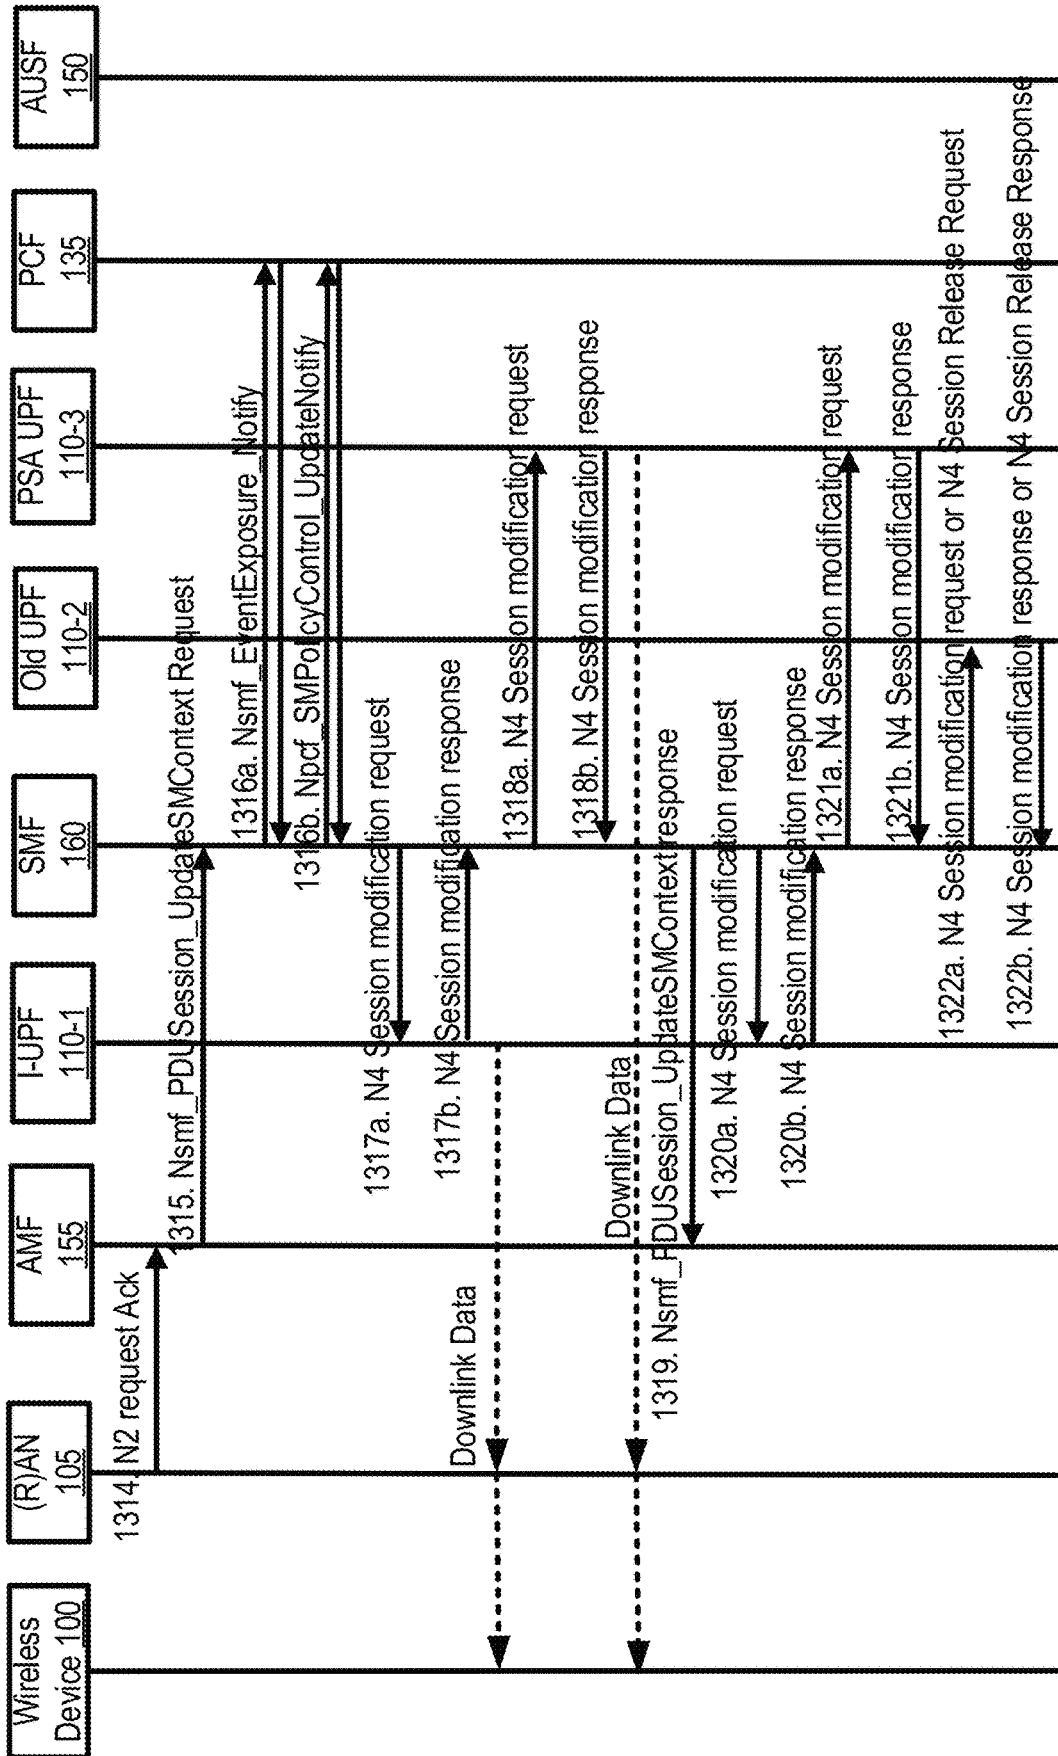 Wireless
Device 100
(R)AN
105
AMF
155
I-UPF
110-1
SMF
160
Old UPF
110-2
PSA UPF
110-3
PCF
135
AUSF
150
1314. N2 request Ack
1315. Nsmf_PDUSession_UpdateSMContext Request
1316a. Nsmf_EventExposure_Notify
1316b. Npcf_SMPolicyControl_UpdateNotify
1317a. N4 Session modification request
1317b. N4 Session modification response
Downlink Data
1318a. N4 Session modification request
1318b. N4 Session modification response
Downlink Data
1319. Nsmf_PDUSession_UpdateSMContext response
1320a. N4 Session modification request
1320b. N4 Session modification response
1321a. N4 Session modification request
1321b. N4 Session modification response
1322a. N4 Session modification request or N4 Session Release Request
1322b. N4 Session modification response or N4 Session Release Response